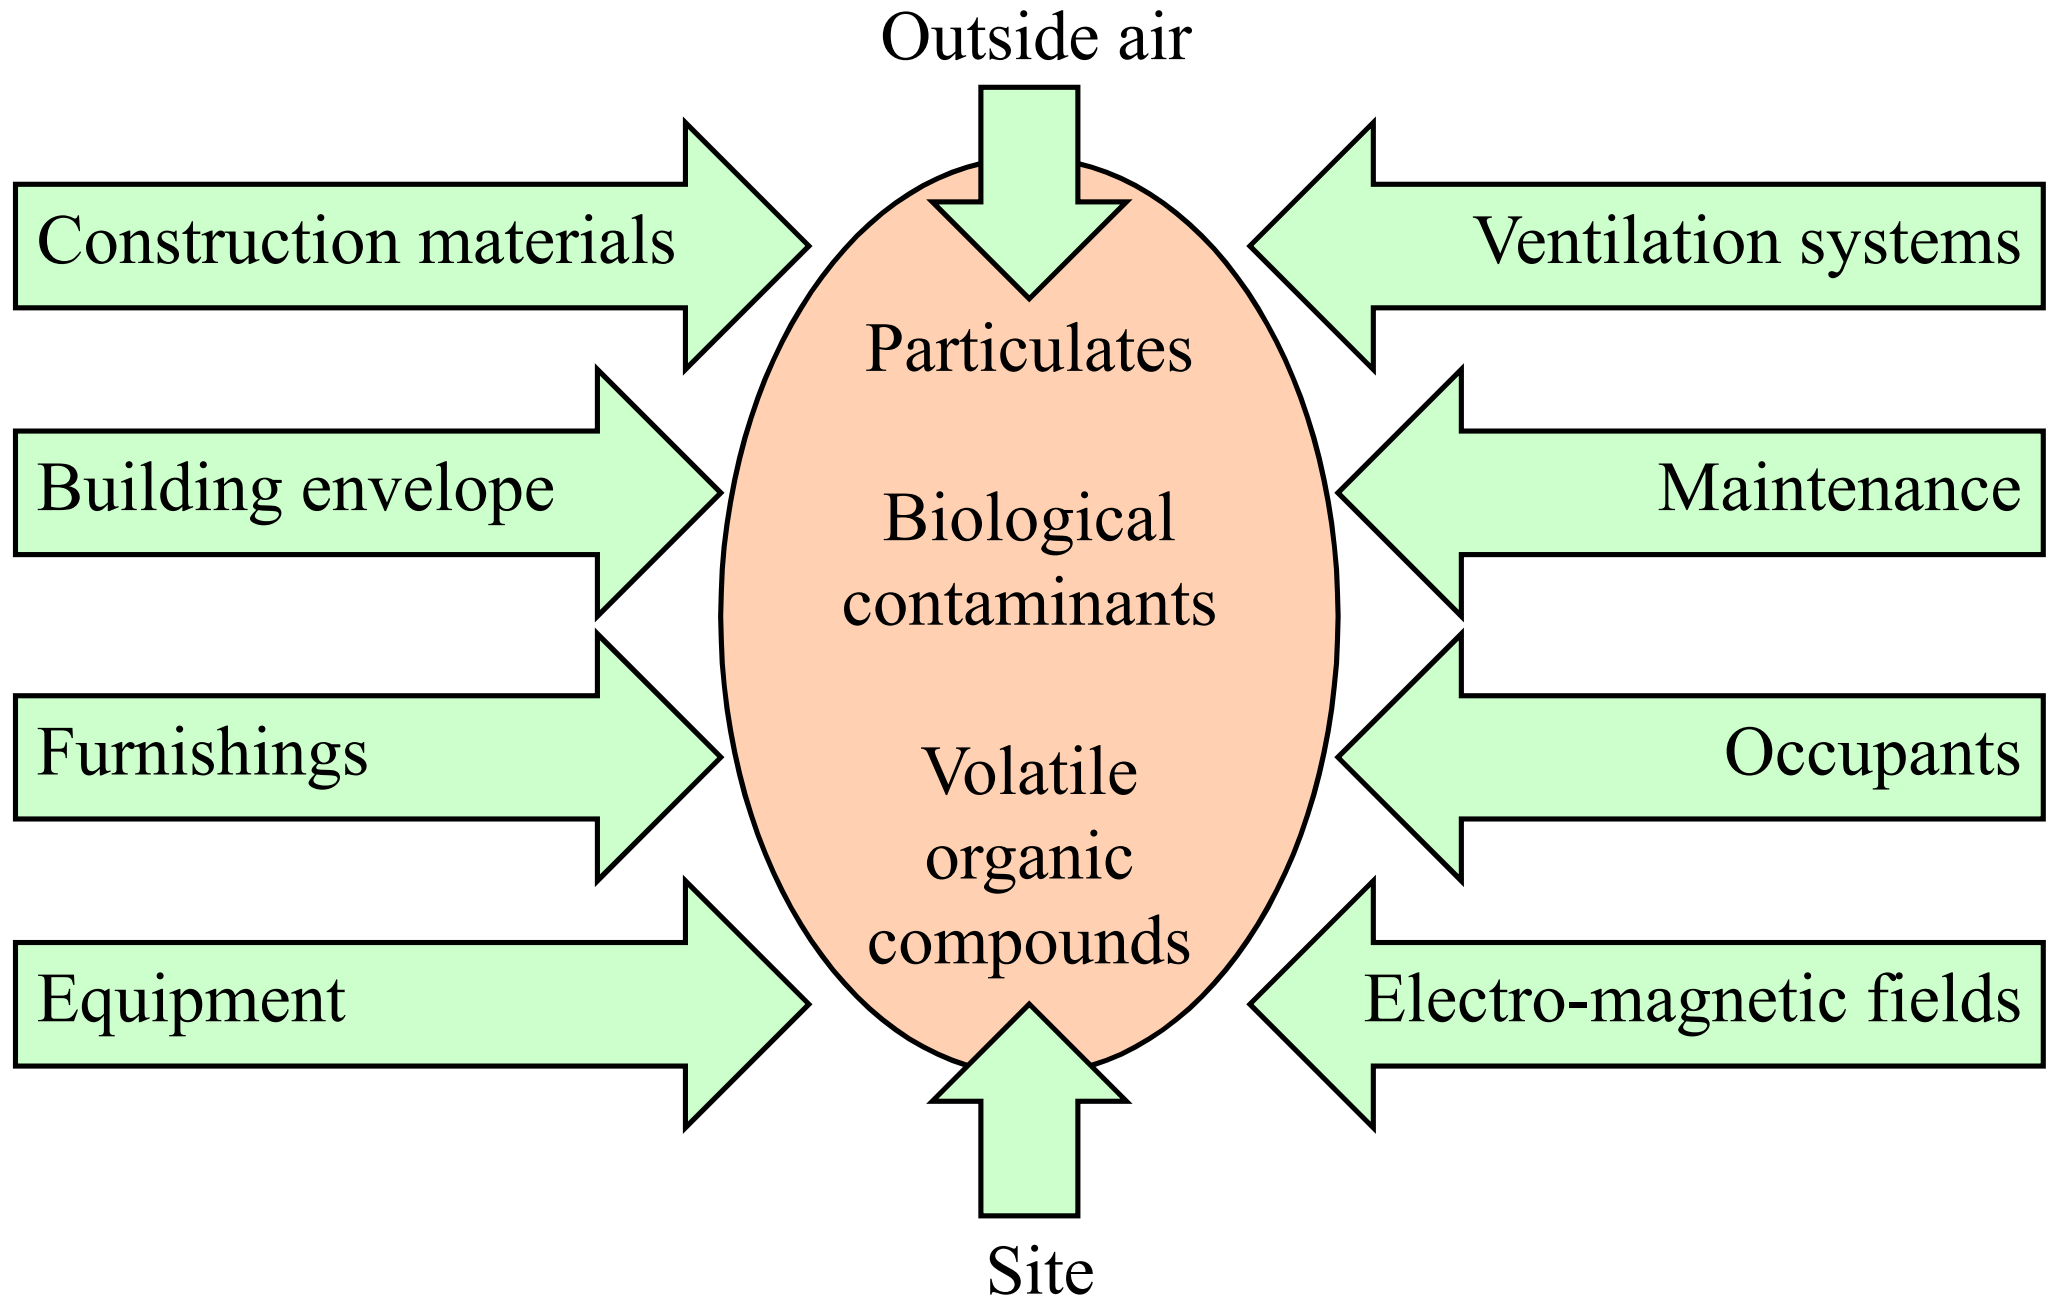 Outside air
Construction materials
Ventilation systems
Particulates
Building envelope
Biological
contaminants
Maintenance
Furnishings
Volatile
organic
compounds
Occupants
Equipment
Electro-magnetic fields
Site